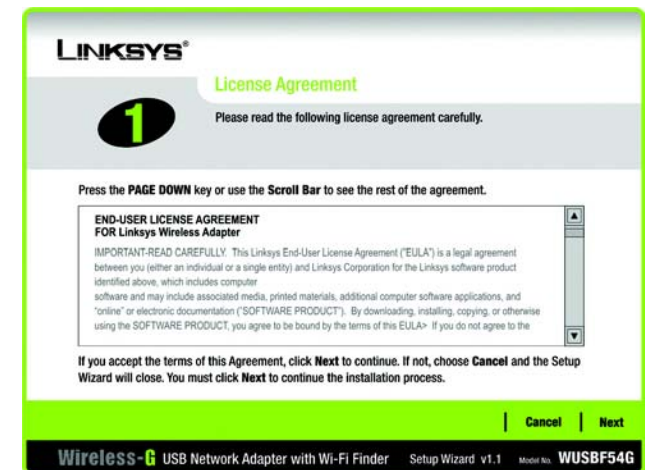 LINKSYS®
License Agreement
1
Please read the following license agreement carefully.
Press the PAGE DOWN key or use the Scroll Bar to see the rest of the agreement.
END-USER LICENSE AGREEMENT
FOR Linksys Wireless
Adapter
IMPORTANT-READ CAREFULLY. This Linksys End-User License Agreement ("EULA") is a legal agreement
between you (either an individual or a single entity) and Linksys Corporation for the Linksys software product
identified above, which includes computer
software and may include associated media, printed materials, additional computer software applications, and
"online" or electronic documentation ("SOFTWARE PRODUCT"). By downloading, installing, copying, or otherwise
using the SOFTWARE PRODUCT, you agree to be bound by the terms of this EULA> If you do not agree to the
If you accept the terms of this Agreement, click Next to continue. If not, choose Cancel and the Setup
Wizard will close. You must click Next to continue the installation process.
Cancel Next
Wireless-G USB Network Adapter with Wi-Fi Finder Setup Wizard v1.1 Model No. WUSBF54G